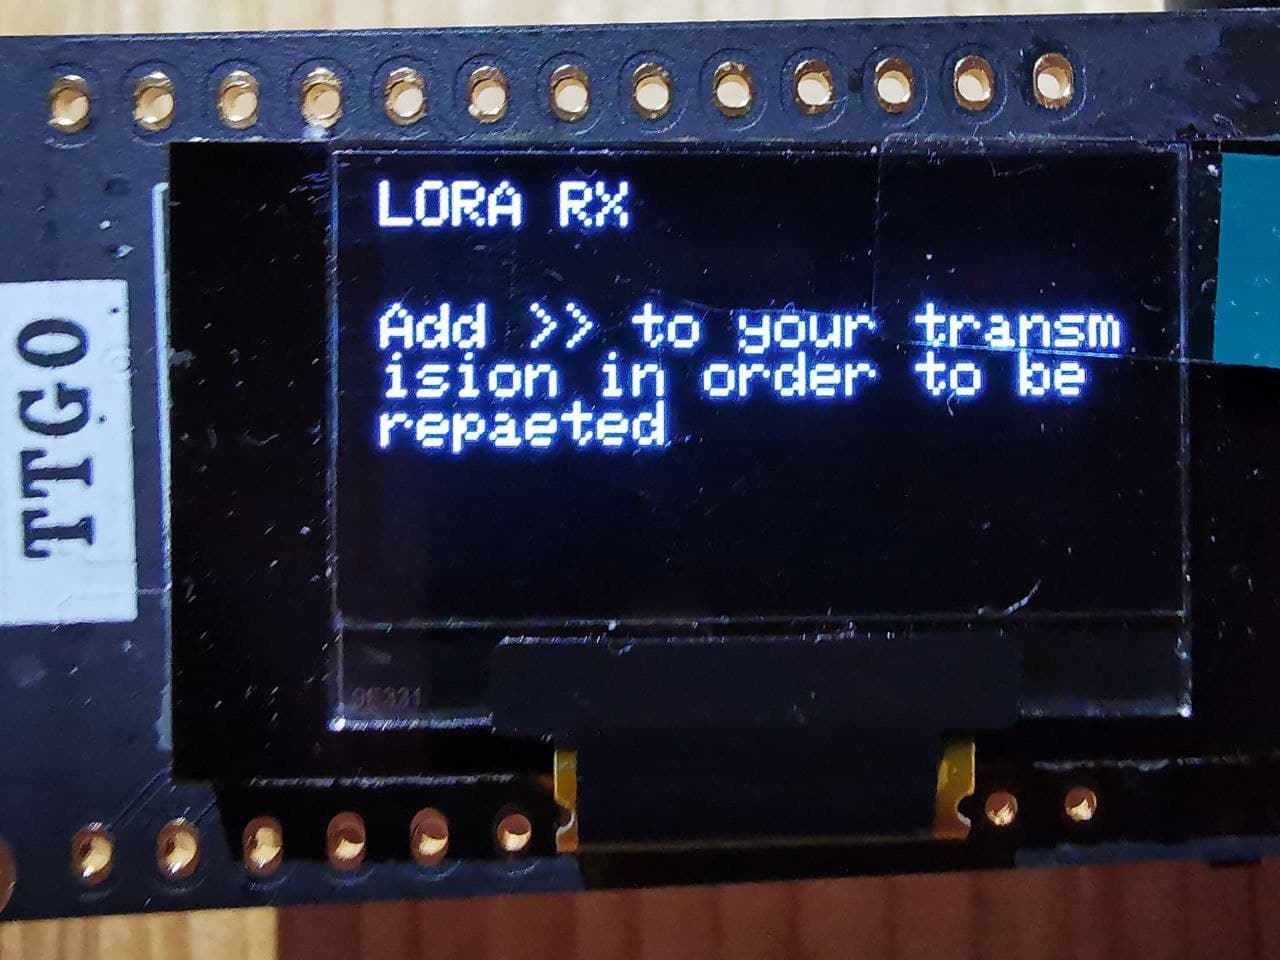 TTGO
LORA RX
Add >> to your transm
ision in order to be
repaeted